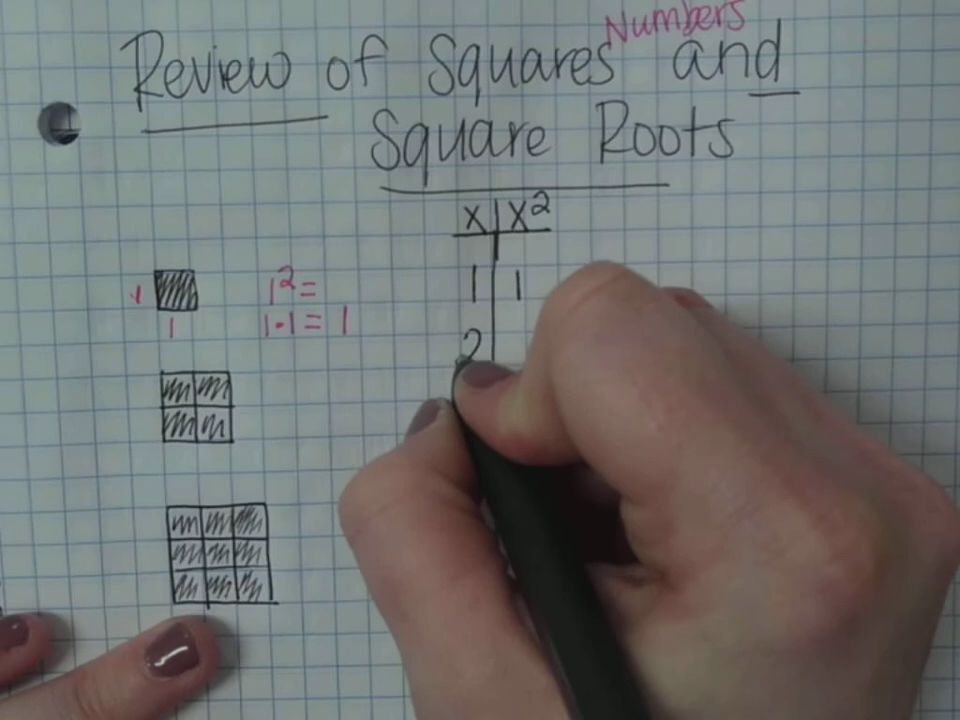 Numbers
Review of Squares and
Square Roots
x | x²
1 1² = 1 | 1
1 1·1 = 1
2